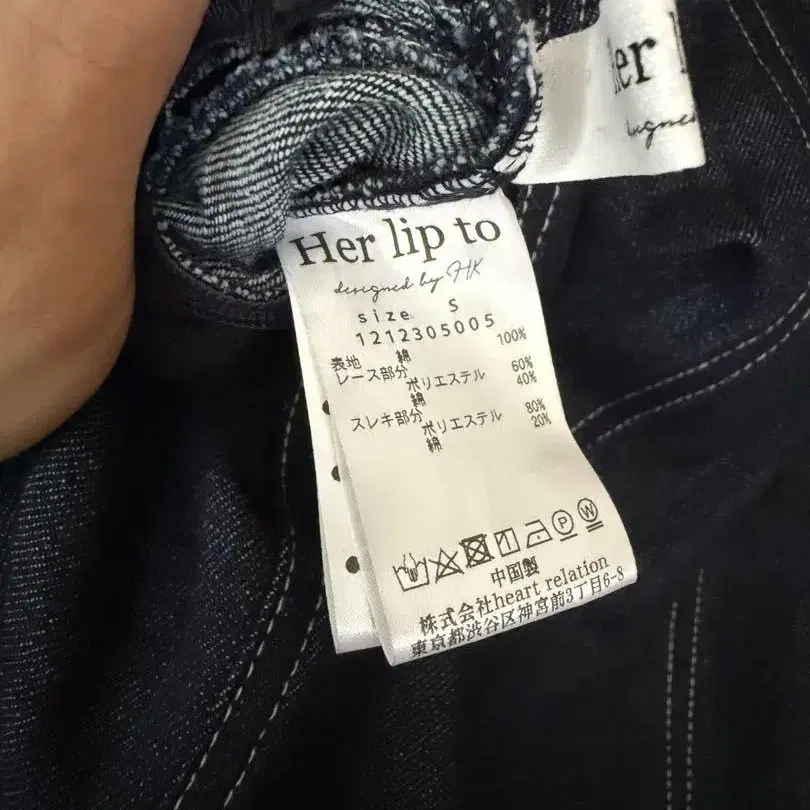 Her lip to
designed by HK
size S
1212305005
表地 綿 100%
レース部分 ポリエステル 60%
綿 40%
スレキ部分 ポリエステル 80%
綿 20%
P W
中国製
株式会社heart relation
東京都渋谷区神宮前3丁目6-8
er l